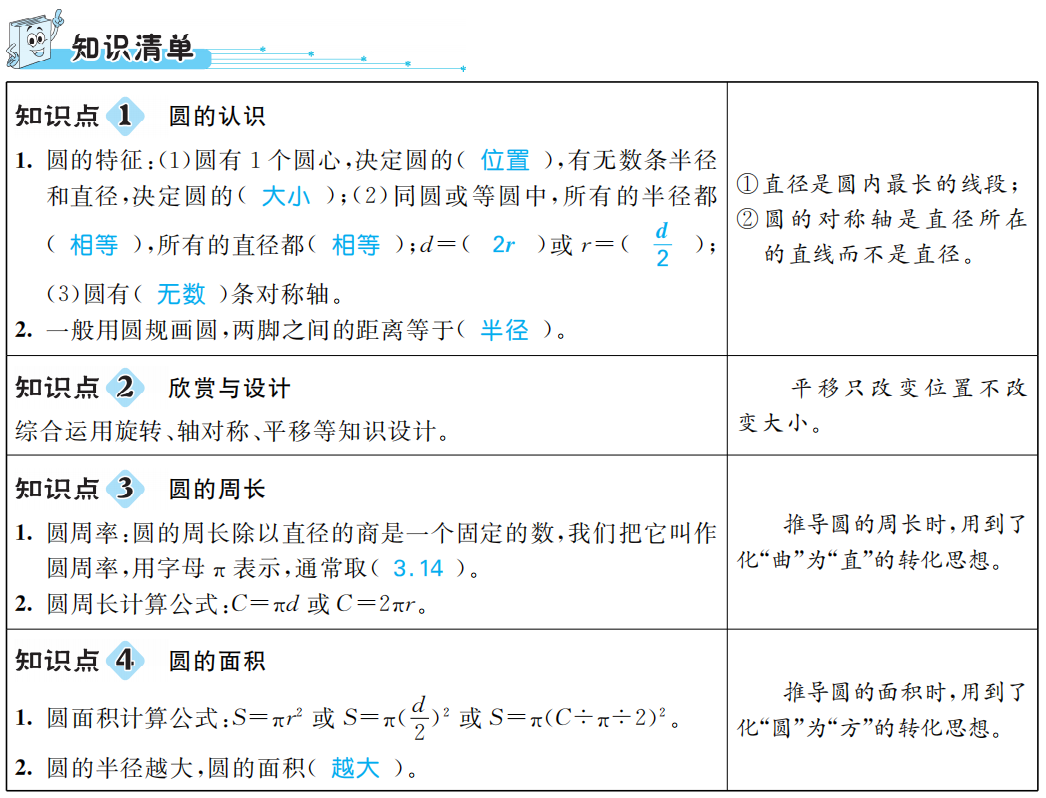 知识清单
知识点 1 圆的认识
1. 圆的特征:(1)圆有1个圆心,决定圆的( 位置 ),有无数条半径
和直径,决定圆的( 大小 );(2)同圆或等圆中,所有的半径都
( 相等 ),所有的直径都( 相等 );d=( 2r )或r=( d/2 );
(3)圆有( 无数 )条对称轴。
2. 一般用圆规画圆,两脚之间的距离等于( 半径 )。
①直径是圆内最长的线段;
②圆的对称轴是直径所在
的直线而不是直径。
知识点 2 欣赏与设计
综合运用旋转、轴对称、平移等知识设计。
平移只改变位置不改
变大小。
知识点 3 圆的周长
1. 圆周率:圆的周长除以直径的商是一个固定的数,我们把它叫作
圆周率,用字母π表示,通常取( 3.14 )。
2. 圆周长计算公式:C=πd或C=2πr。
推导圆的周长时,用到了
化“曲”为“直”的转化思想。
知识点 4 圆的面积
1. 圆面积计算公式:S=πr²或S=π(d/2)²或S=π(C÷π÷2)²。
2. 圆的半径越大,圆的面积( 越大 )。
推导圆的面积时,用到了
化“圆”为“方”的转化思想。